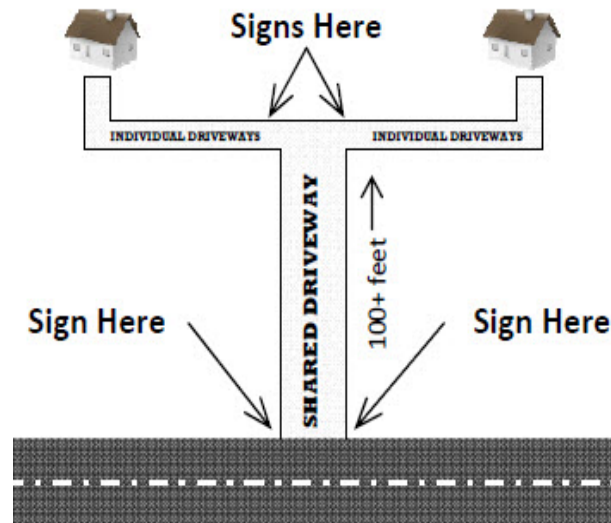 Signs Here
INDIVIDUAL DRIVEWAYS
INDIVIDUAL DRIVEWAYS
SHARED DRIVEWAY
100+ feet
Sign Here
Sign Here